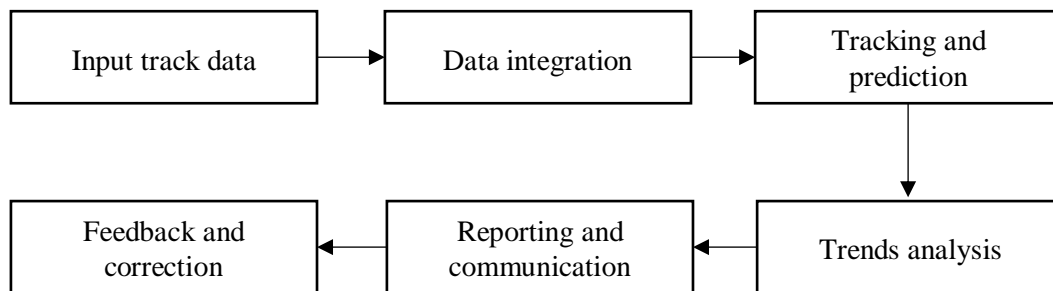 Input track data
Data integration
Tracking and
prediction
Trends analysis
Reporting and
communication
Feedback and
correction